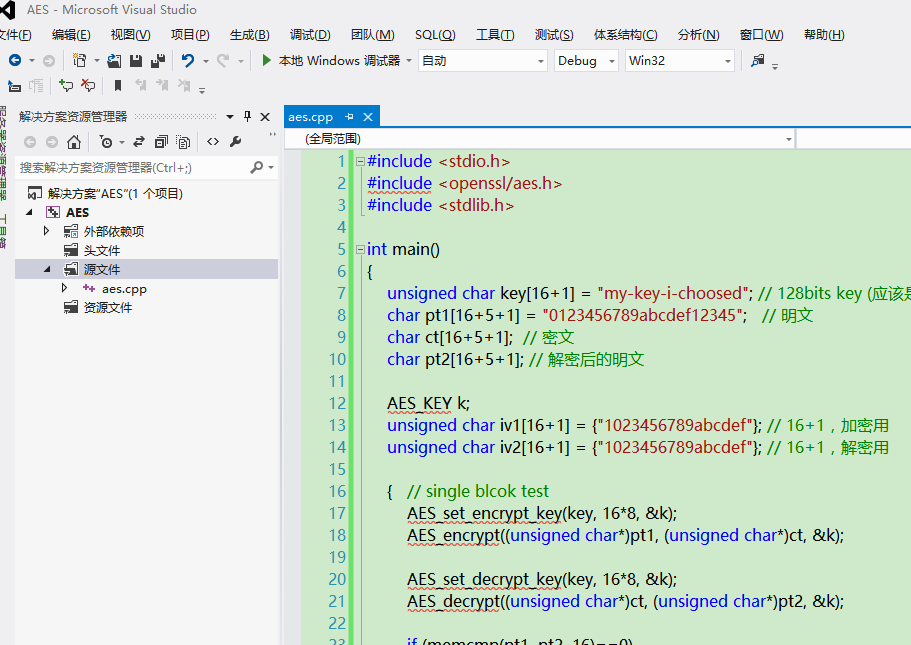 AES - Microsoft Visual Studio
文件(F) 编辑(E) 视图(V) 项目(P) 生成(B) 调试(D) 团队(M) SQL(Q) 工具(T) 测试(S) 体系结构(C) 分析(N) 窗口(W) 帮助(H)
本地 Windows 调试器 自动 Debug Win32
解决方案资源管理器
搜索解决方案资源管理器(Ctrl+;)
解决方案"AES"(1 个项目)
AES
外部依赖项
头文件
源文件
aes.cpp
资源文件
aes.cpp
(全局范围)
1 #include <stdio.h>
2 #include <openssl/aes.h>
3 #include <stdlib.h>
4
5 int main()
6 {
7 unsigned char key[16+1] = "my-key-i-choosed"; // 128bits key (应该是
8 char pt1[16+5+1] = "0123456789abcdef12345"; // 明文
9 char ct[16+5+1]; // 密文
10 char pt2[16+5+1]; // 解密后的明文
11
12 AES_KEY k;
13 unsigned char iv1[16+1] = {"1023456789abcdef"}; // 16+1，加密用
14 unsigned char iv2[16+1] = {"1023456789abcdef"}; // 16+1，解密用
15
16 { // single blcok test
17 AES_set_encrypt_key(key, 16*8, &k);
18 AES_encrypt((unsigned char*)pt1, (unsigned char*)ct, &k);
19
20 AES_set_decrypt_key(key, 16*8, &k);
21 AES_decrypt((unsigned char*)ct, (unsigned char*)pt2, &k);
22
23 if (memcmp(pt1, pt2, 16)==0)